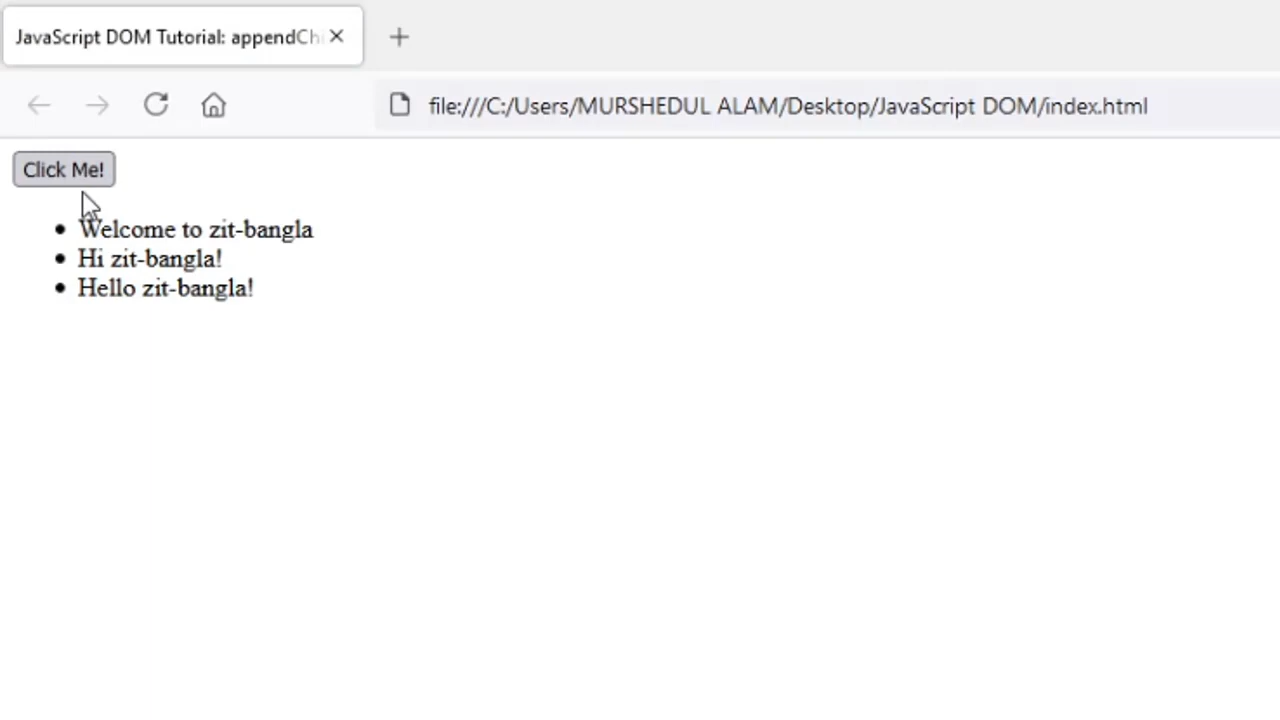 JavaScript DOM Tutorial: appendCh
file:///C:/Users/MURSHEDUL ALAM/Desktop/JavaScript DOM/index.html
Click Me!
Welcome to zit-bangla
Hi zit-bangla!
Hello zit-bangla!